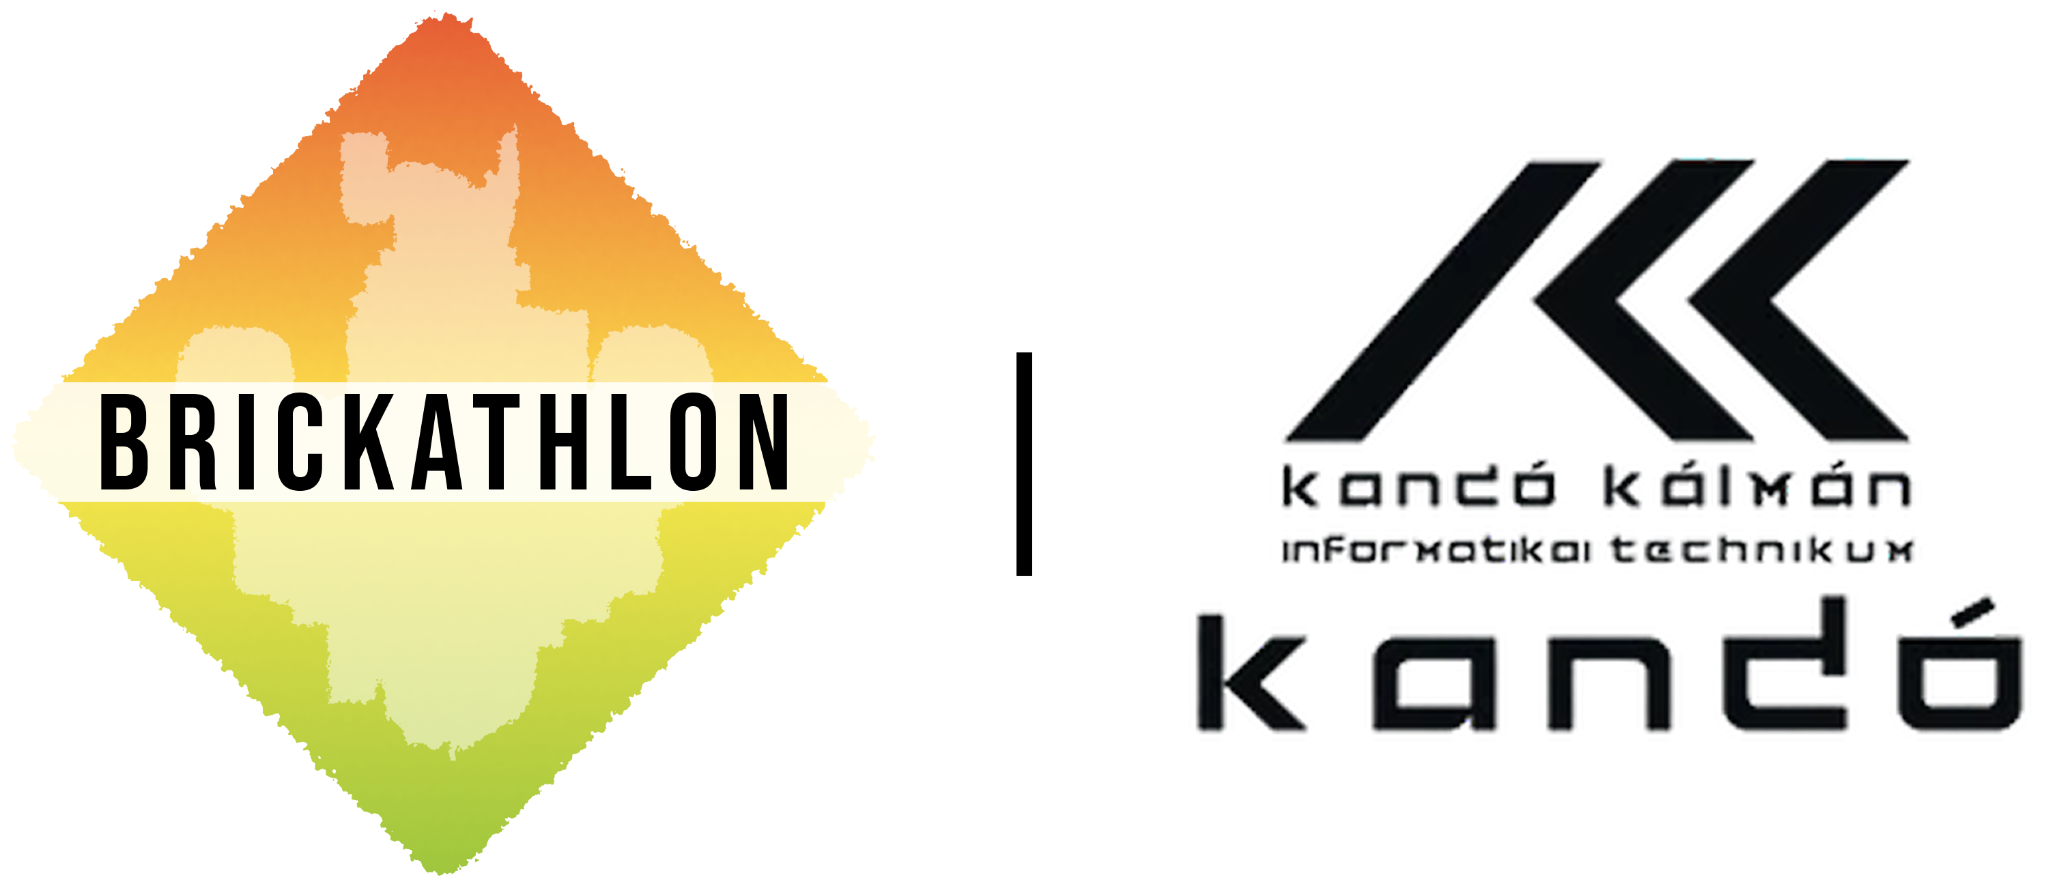 BRICKATHLON
kandó kálmán
informatikai technikum
kandó